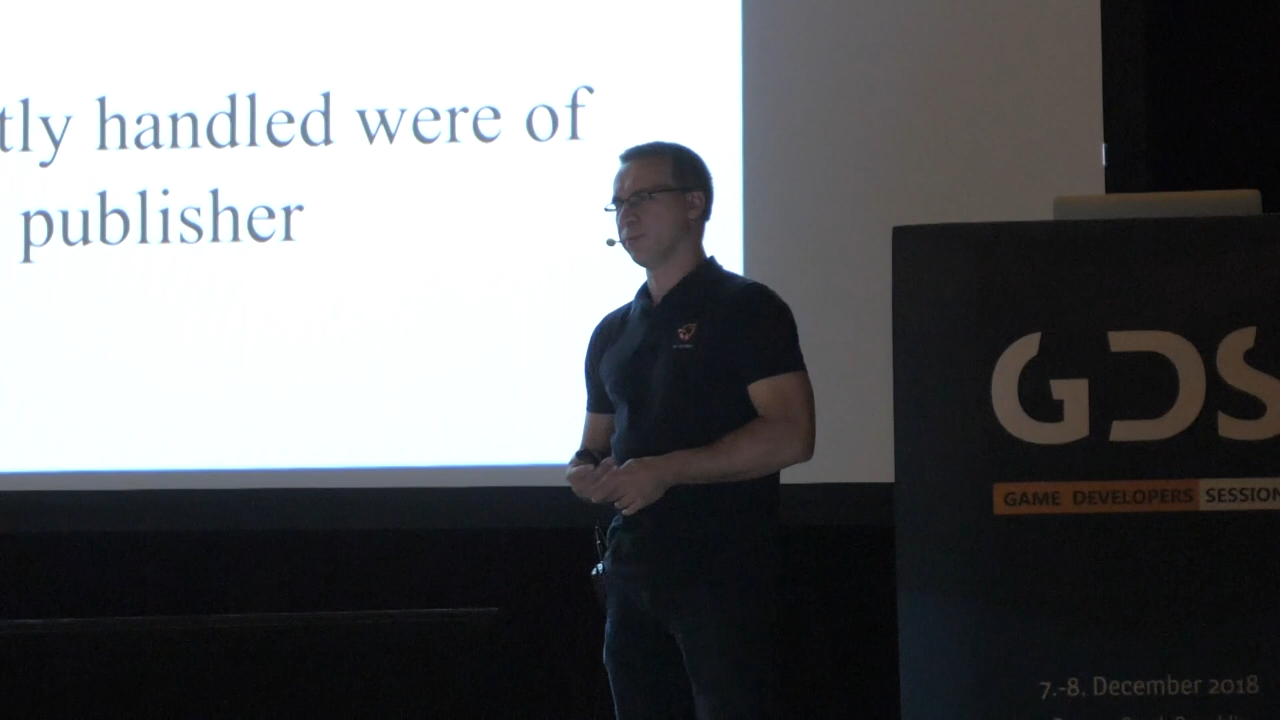 tly handled were of
publisher
GDS
GAME DEVELOPERS SESSION
7.-8. December 2018